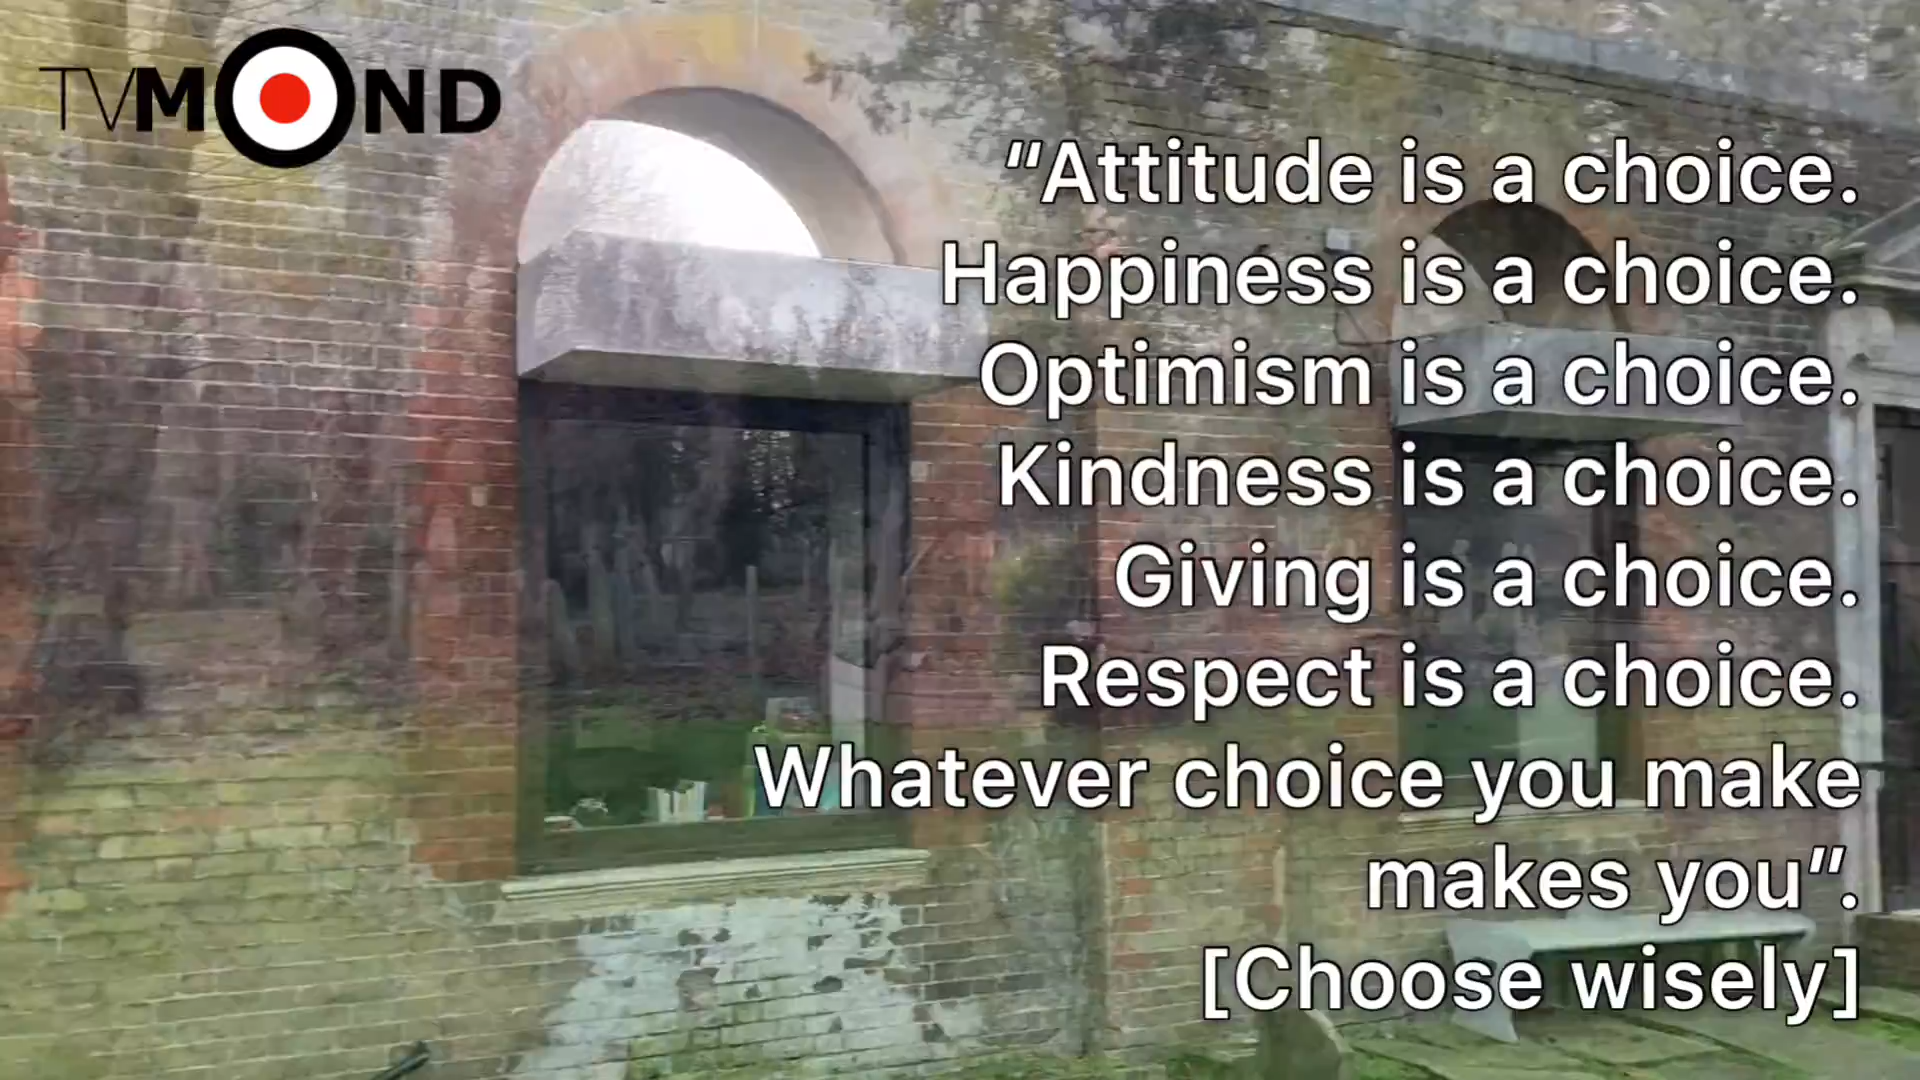 TVMOND
“Attitude is a choice.
Happiness is a choice.
Optimism is a choice.
Kindness is a choice.
Giving is a choice.
Respect is a choice.
Whatever choice you make
makes you”.
[Choose wisely]